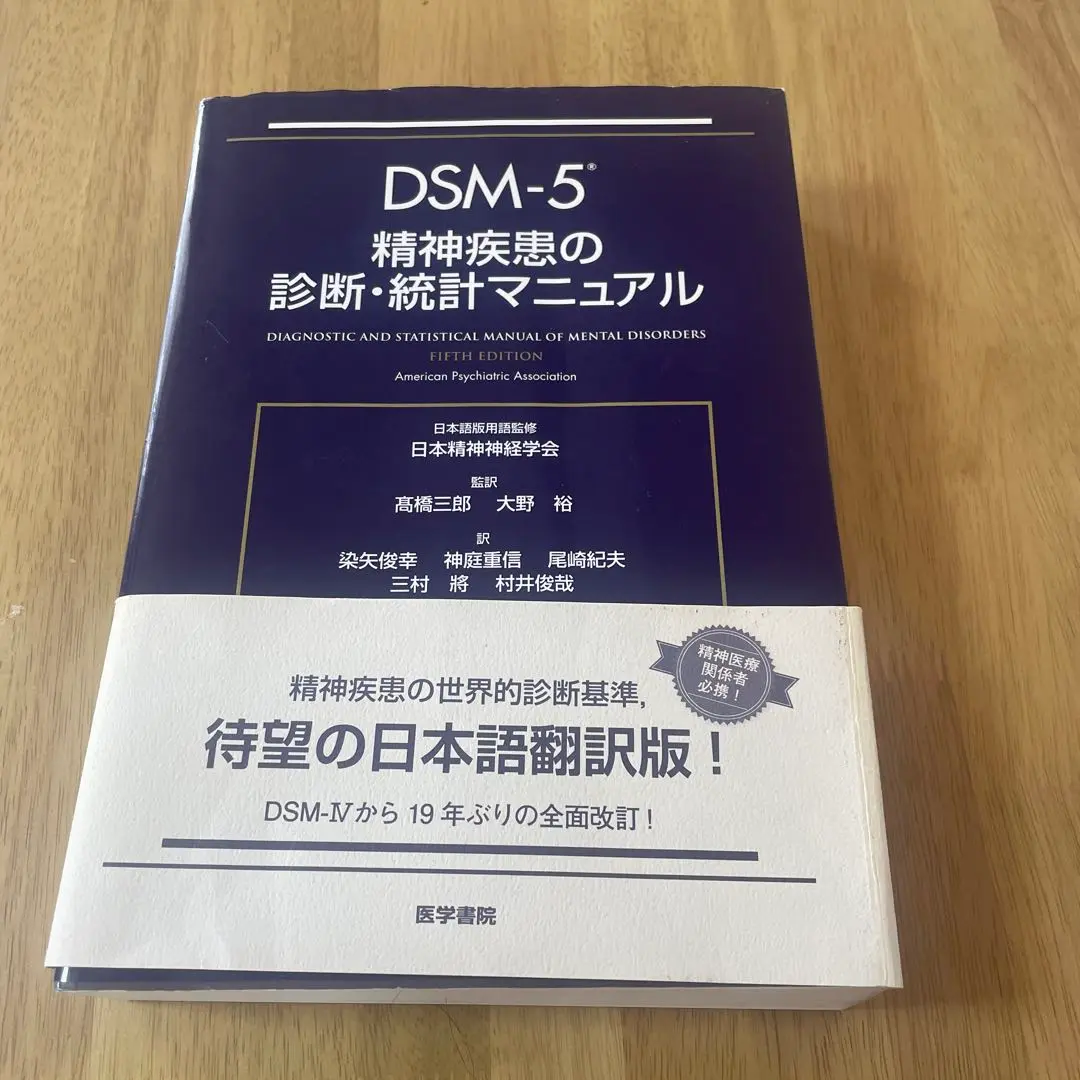 DSM-5®
精神疾患の
診断・統計マニュアル
DIAGNOSTIC AND STATISTICAL MANUAL OF MENTAL DISORDERS
FIFTH EDITION
American Psychiatric Association
日本語版用語監修
日本精神神経学会
監訳
髙橋三郎 大野 裕
訳
染矢俊幸 神庭重信 尾崎紀夫
三村 將 村井俊哉
精神医療
関係者
必携！
精神疾患の世界的診断基準,
待望の日本語翻訳版！
DSM-Ⅳから19年ぶりの全面改訂！
医学書院